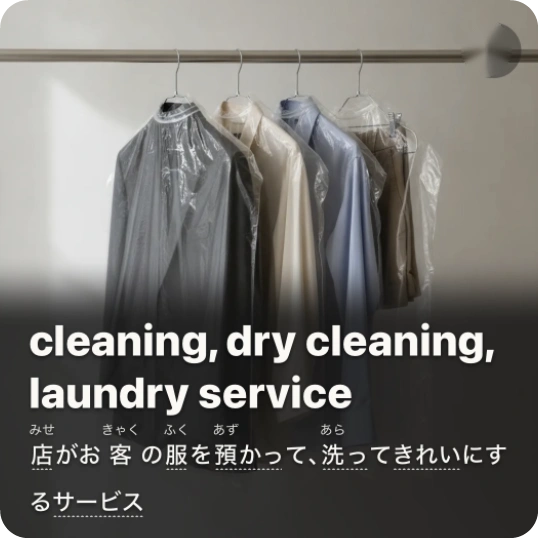 cleaning, dry cleaning,
laundry service
みせ きゃく ふく あず あら
店がお客の服を預かって、洗ってきれいにす
るサービス